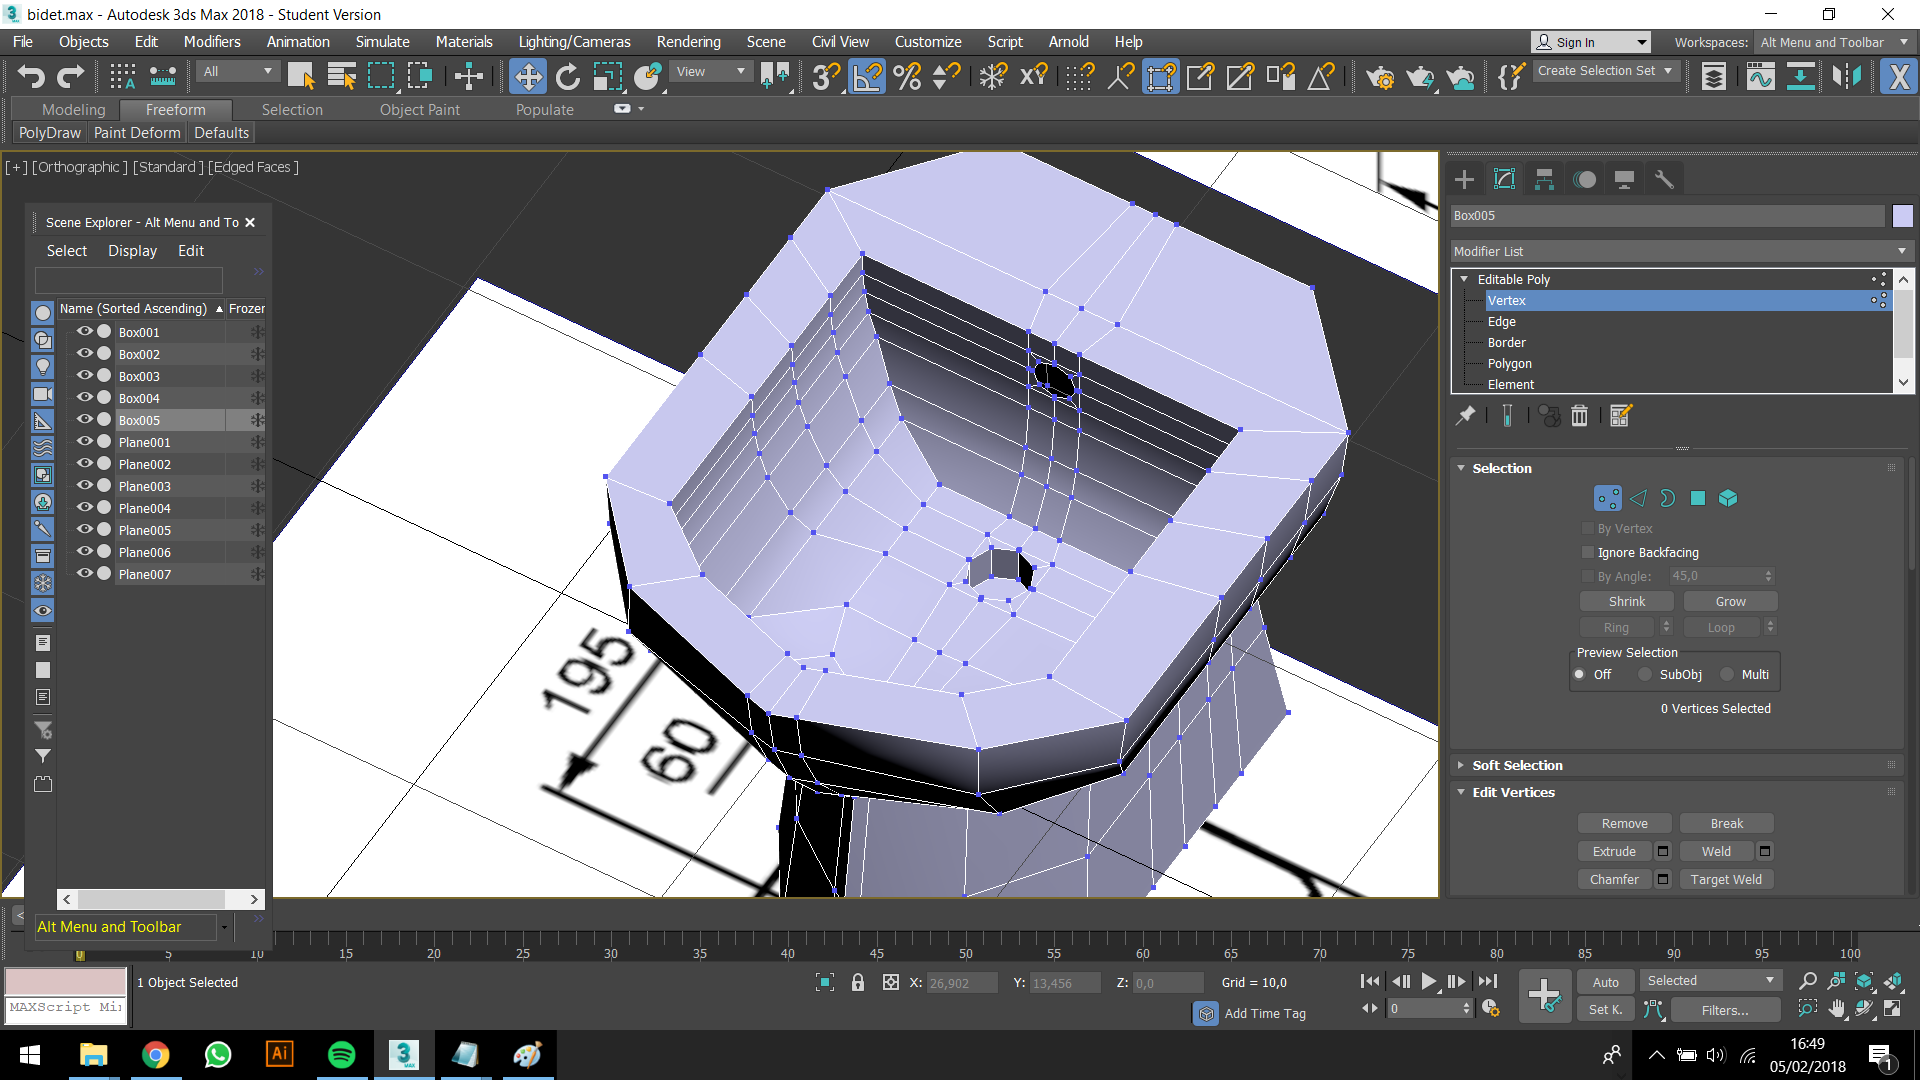 bidet.max - Autodesk 3ds Max 2018 - Student Version
File Objects Edit Modifiers Animation Simulate Materials Lighting/Cameras Rendering Scene Civil View Customize Script Arnold Help Sign In Workspaces: Alt Menu and Toolbar
All View Create Selection Set
Modeling Freeform Selection Object Paint Populate
PolyDraw Paint Deform Defaults
[+] [Orthographic ] [Standard ] [Edged Faces ]
Scene Explorer - Alt Menu and To
Select Display Edit
Name (Sorted Ascending) Frozen
Box001
Box002
Box003
Box004
Box005
Plane001
Plane002
Plane003
Plane004
Plane005
Plane006
Plane007
Alt Menu and Toolbar
195
60
Box005
Modifier List
Editable Poly
Vertex
Edge
Border
Polygon
Element
Selection
By Vertex
Ignore Backfacing
By Angle: 45,0
Shrink Grow
Ring Loop
Preview Selection
Off SubObj Multi
0 Vertices Selected
Soft Selection
Edit Vertices
Remove Break
Extrude Weld
Chamfer Target Weld
0 5 10 15 20 25 30 35 40 45 50 55 60 65 70 75 80 85 90 95 100
1 Object Selected X: 26,902 Y: 13,456 Z: 0,0 Grid = 10,0 Auto Selected
MAXScript Mi
Add Time Tag 0 Set K. Filters...
16:49
05/02/2018
1